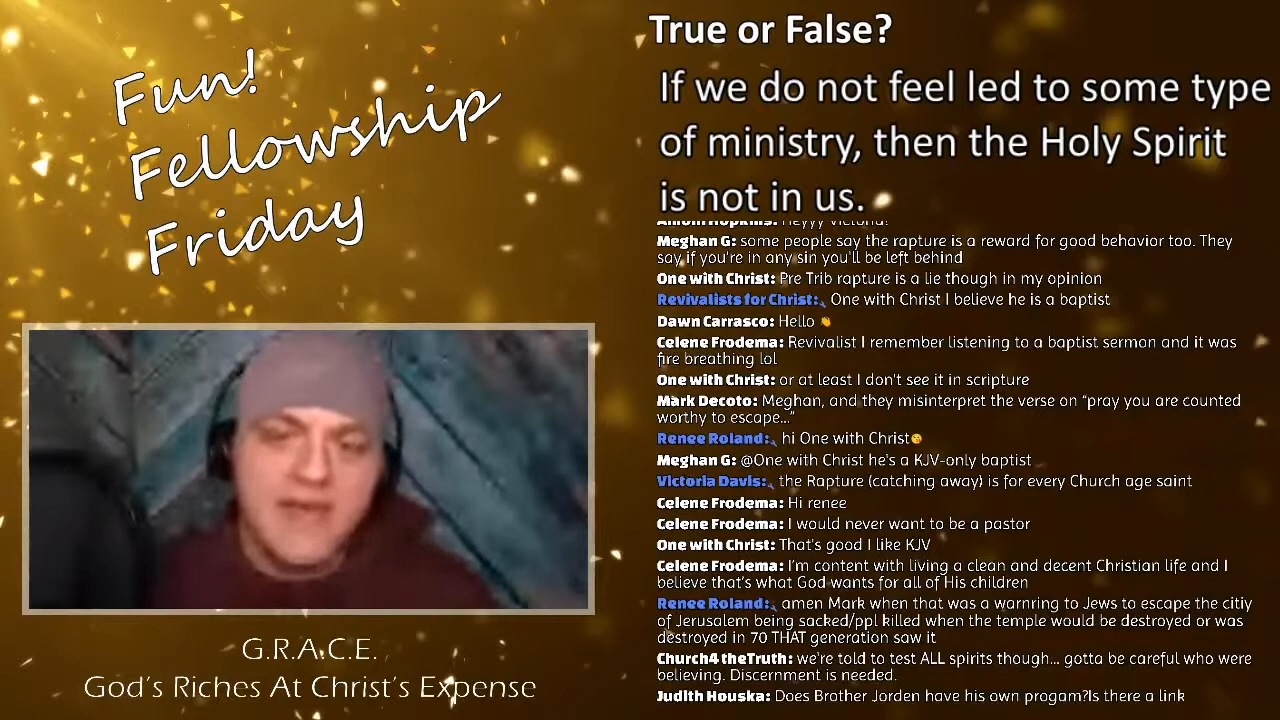 Fun!
Fellowship
Friday
G.R.A.C.E.
God's Riches At Christ's Expense
True or False?
If we do not feel led to some type
of ministry, then the Holy Spirit
is not in us.
Heyyy Victoria!
Meghan G: some people say the rapture is a reward for good behavior too. They
say if you're in any sin you'll be left behind
One with Christ: Pre Trib rapture is a lie though in my opinion
Revivalists for Christ: One with Christ I believe he is a baptist
Dawn Carrasco: Hello 👏
Celene Frodema: Revivalist I remember listening to a baptist sermon and it was
fire breathing lol
One with Christ: or at least I don't see it in scripture
Mark Decoto: Meghan, and they misinterpret the verse on “pray you are counted
worthy to escape...”
Renee Roland: hi One with Christ😘
Meghan G: @One with Christ he's a KJV-only baptist
Victoria Davis: the Rapture (catching away) is for every Church age saint
Celene Frodema: Hi renee
Celene Frodema: I would never want to be a pastor
One with Christ: That's good I like KJV
Celene Frodema: I'm content with living a clean and decent Christian life and I
believe that's what God wants for all of His children
Renee Roland: amen Mark when that was a warnring to Jews to escape the citiy
of Jerusalem being sacked/ppl killed when the temple would be destroyed or was
destroyed in 70 THAT generation saw it
Church4theTruth: we're told to test ALL spirits though... gotta be careful who were
believing. Discernment is needed.
Judith Houska: Does Brother Jorden have his own progam?Is there a link